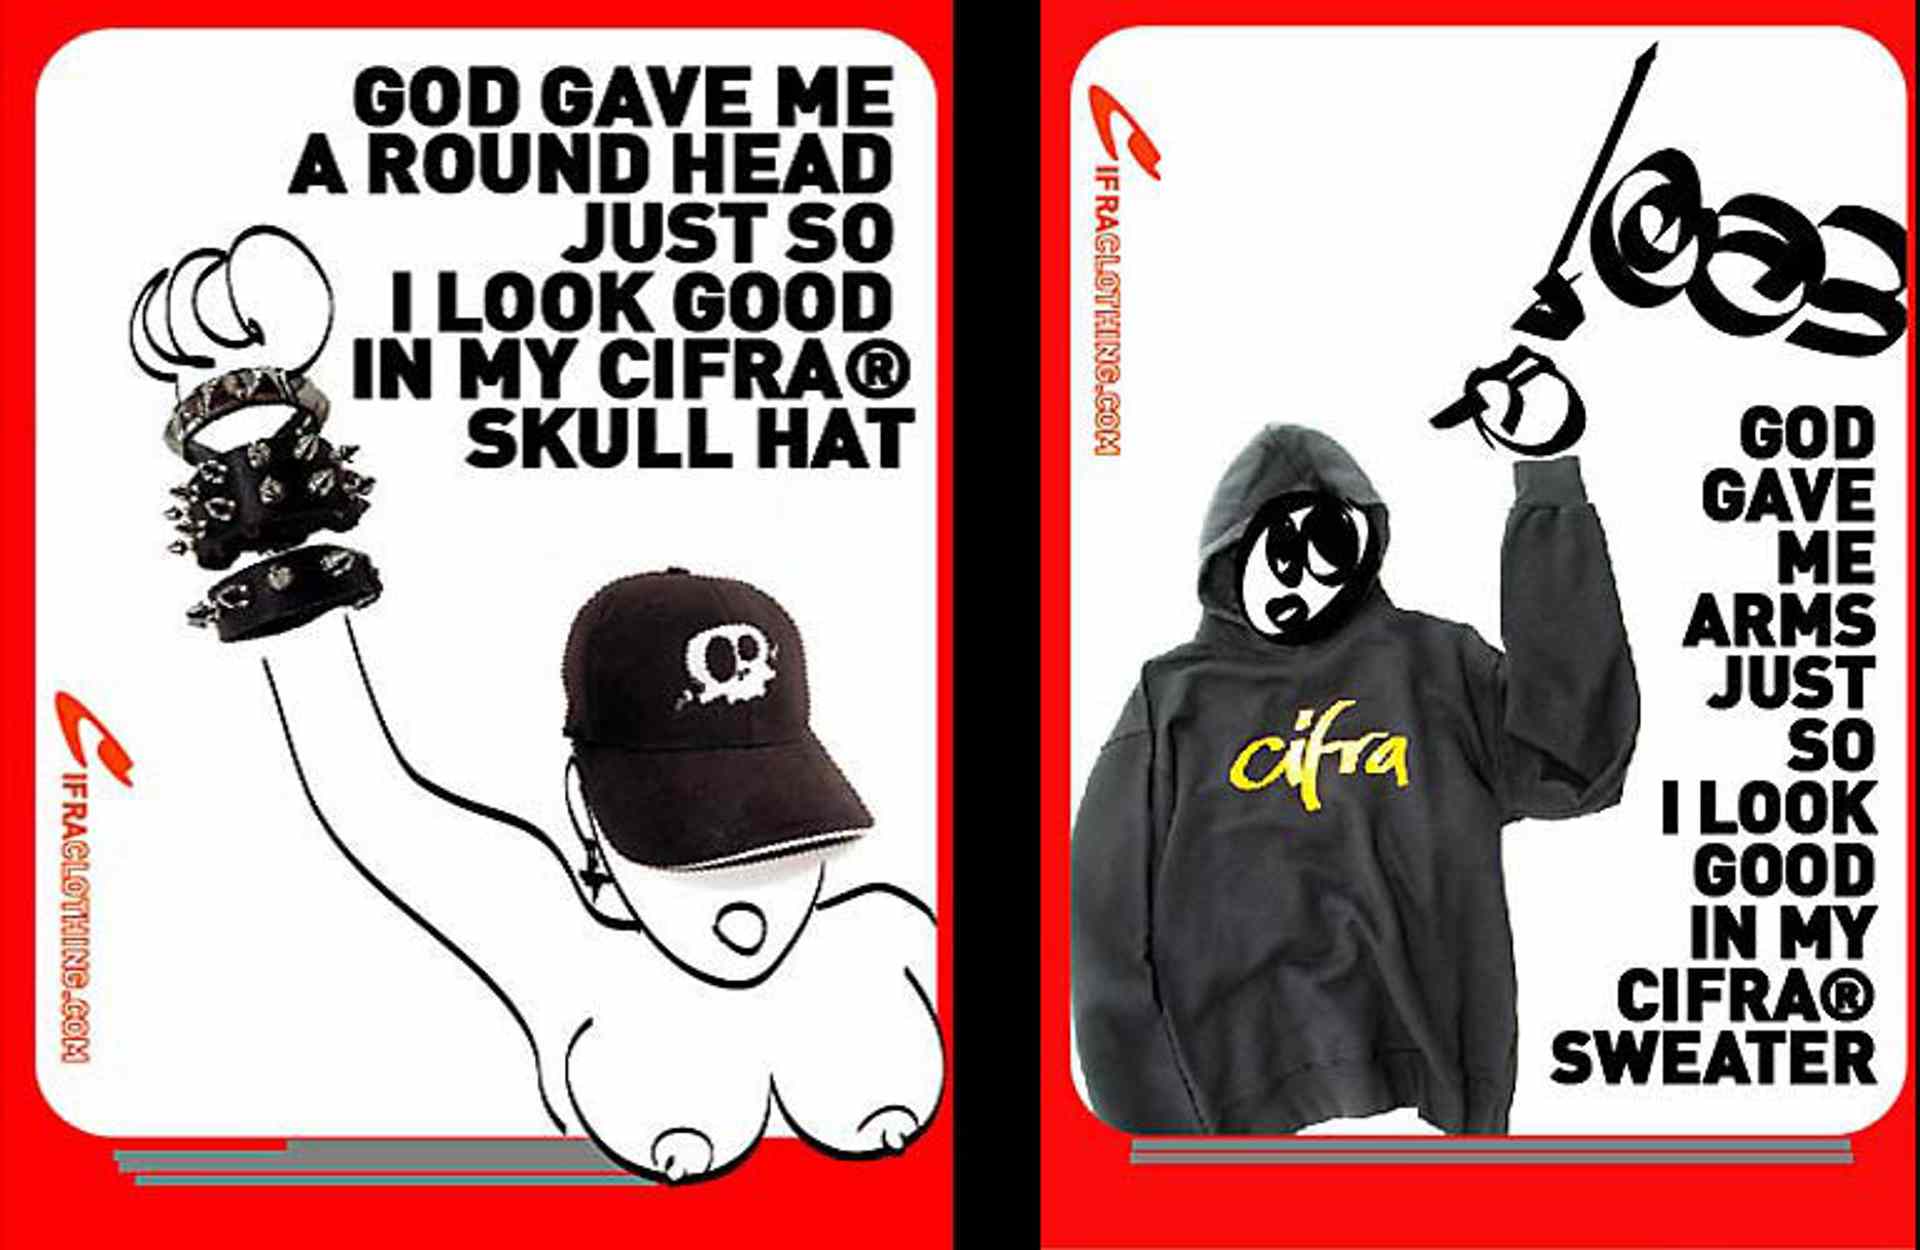 GOD GAVE ME
A ROUND HEAD
JUST SO
I LOOK GOOD
IN MY CIFRA®
SKULL HAT
CIFRACLOTHING.COM
CIFRACLOTHING.COM
cifra
GOD
GAVE
ME
ARMS
JUST
SO
I LOOK
GOOD
IN MY
CIFRA®
SWEATER